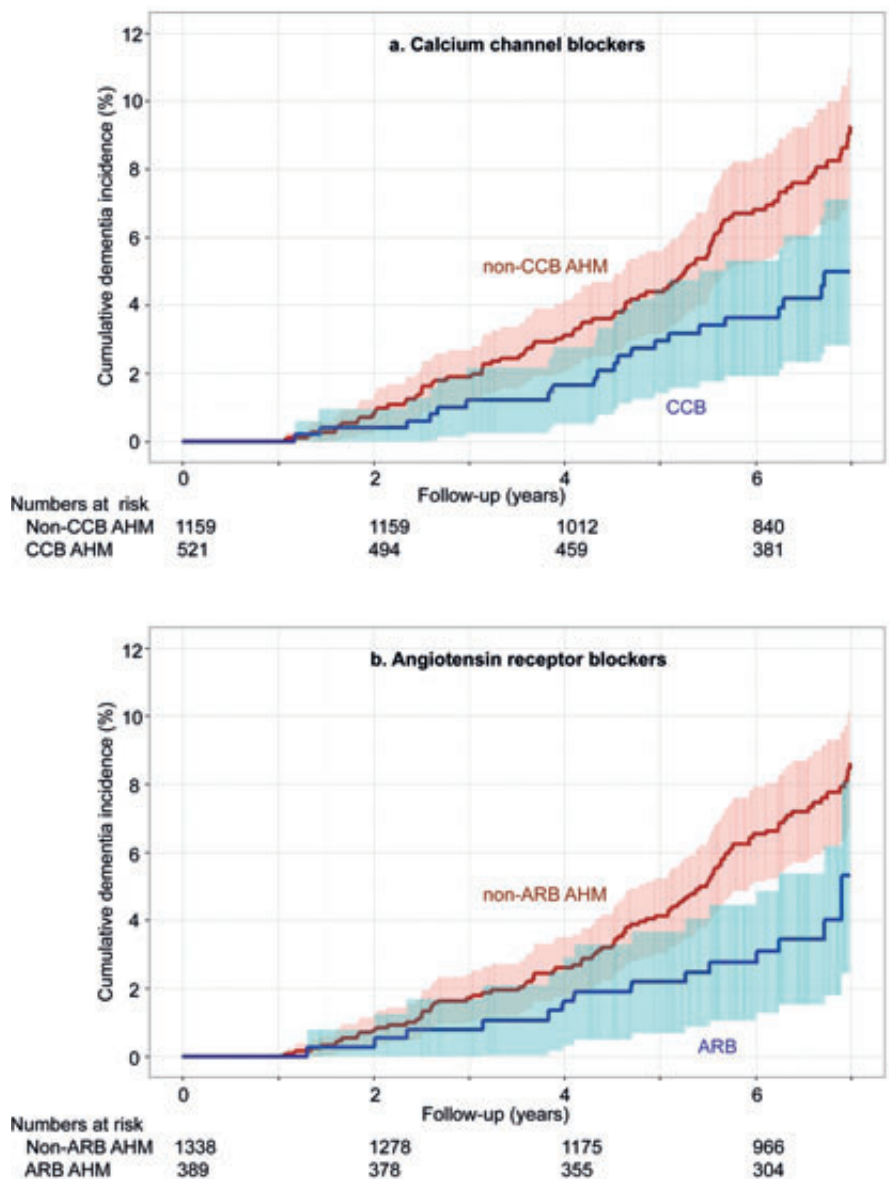 a. Calcium channel blockers
Cumulative dementia incidence (%)
12
10
8
6
4
2
0
non-CCB AHM
CCB
0 2 4 6
Follow-up (years)
Numbers at risk
Non-CCB AHM 1159 1159 1012 840
CCB AHM 521 494 459 381
b. Angiotensin receptor blockers
Cumulative dementia incidence (%)
12
10
8
6
4
2
0
non-ARB AHM
ARB
0 2 4 6
Follow-up (years)
Numbers at risk
Non-ARB AHM 1338 1278 1175 966
ARB AHM 389 378 355 304